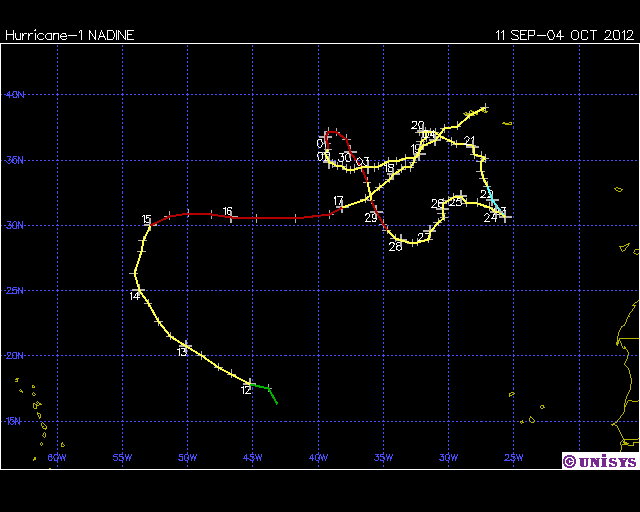 Hurricane-1 NADINE 11 SEP-04 OCT 2012
40N
20 21
19
01
02 30 03 18
35N
17 29 26 25 22 23
24
15 16
30N
28 27
14
25N
13
20N
12
15N
60W 55W 50W 45W 40W 35W 30W 25W
© UNISYS